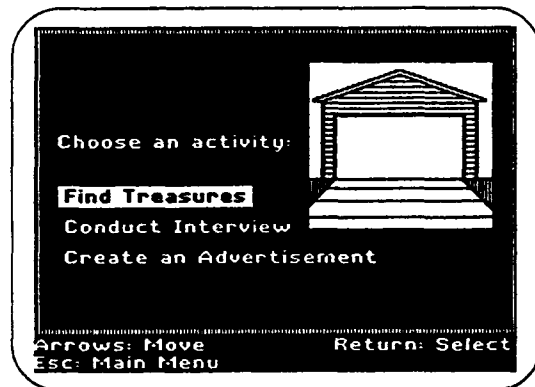 Choose an activity:
Find Treasures
Conduct Interview
Create an Advertisement
Arrows: Move Return: Select
Esc: Main Menu